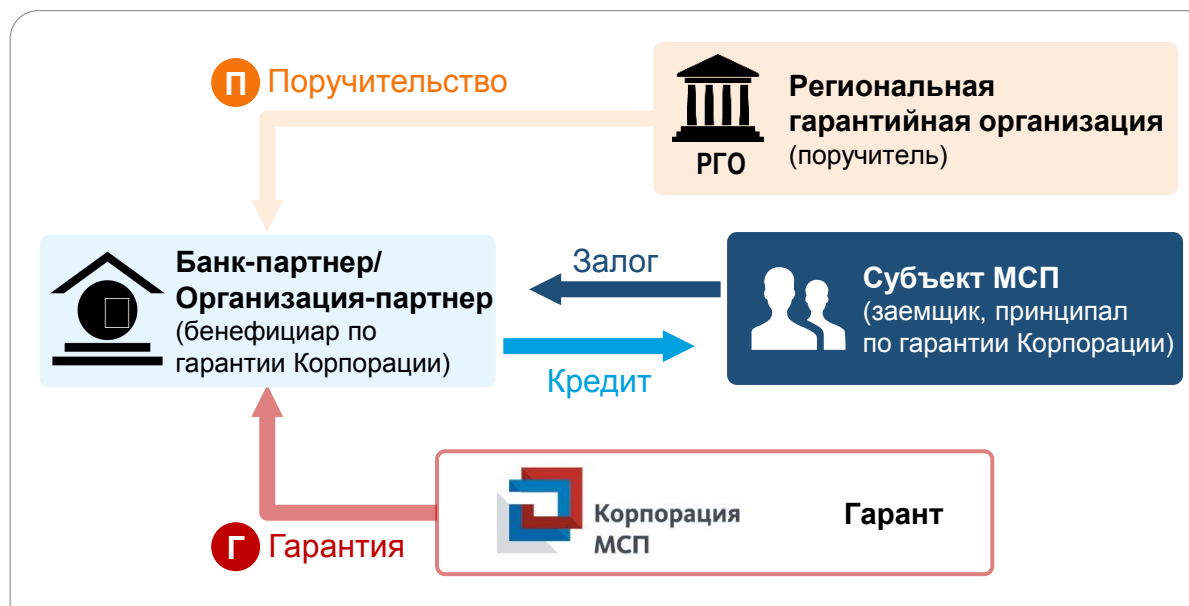 П Поручительство
Региональная
гарантийная организация
(поручитель)
РГО
Банк-партнер/
Организация-партнер
(бенефициар по
гарантии Корпорации)
Залог
Кредит
Субъект МСП
(заемщик, принципал
по гарантии Корпорации)
Корпорация
МСП
Гарант
Г Гарантия